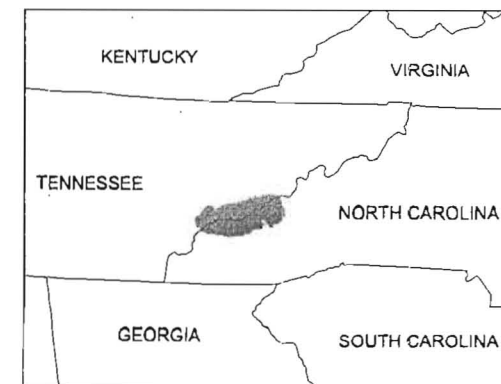 KENTUCKY
VIRGINIA
TENNESSEE
NORTH CAROLINA
GEORGIA
SOUTH CAROLINA